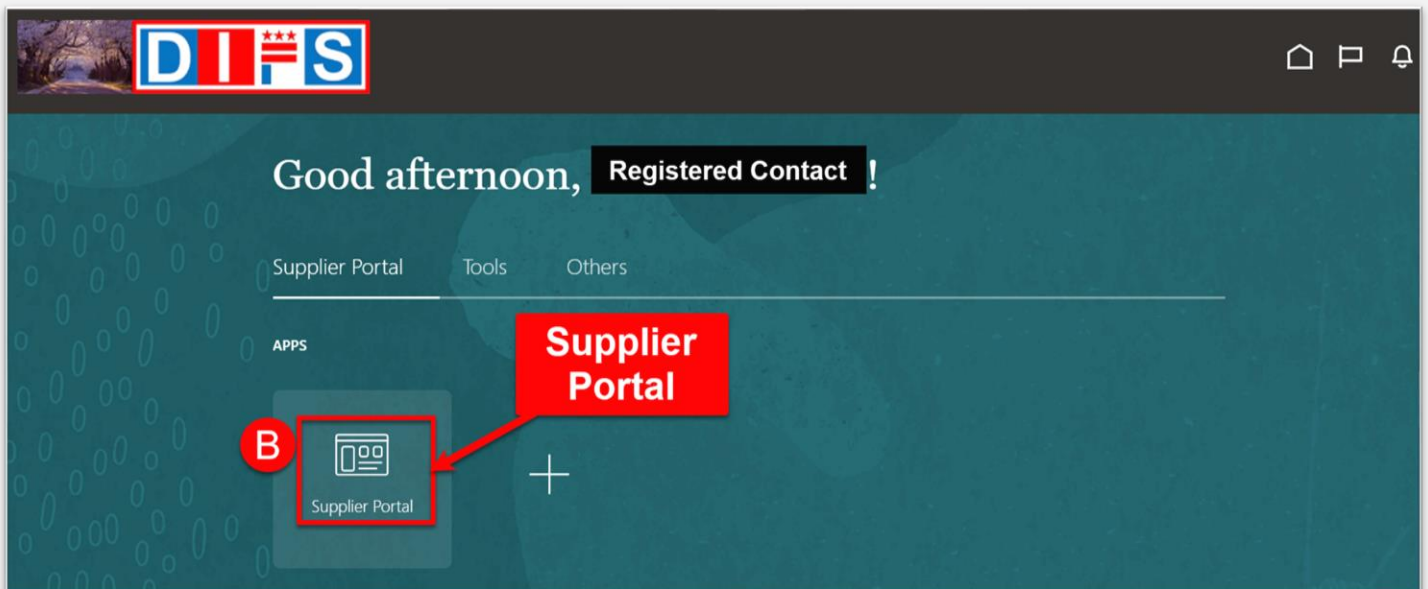 DIFS
Good afternoon, Registered Contact !
Supplier Portal Tools Others
APPS
Supplier
Portal
B
Supplier Portal